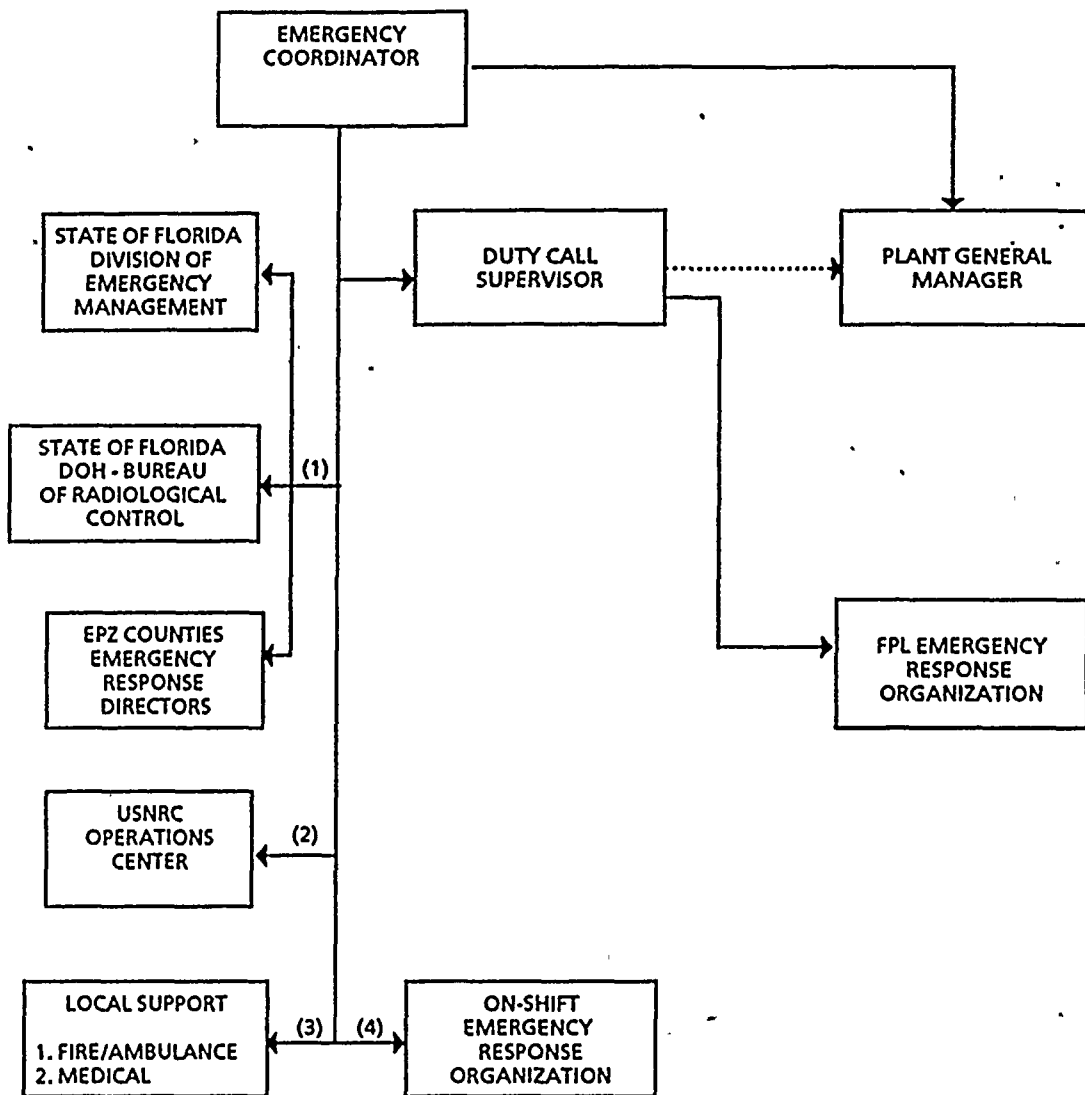 EMERGENCY
COORDINATOR
STATE OF FLORIDA
DIVISION OF
EMERGENCY
MANAGEMENT
DUTY CALL
SUPERVISOR
PLANT GENERAL
MANAGER
STATE OF FLORIDA
DOH - BUREAU
OF RADIOLOGICAL
CONTROL
(1)
EPZ COUNTIES
EMERGENCY
RESPONSE
DIRECTORS
FPL EMERGENCY
RESPONSE
ORGANIZATION
USNRC
OPERATIONS
CENTER
(2)
LOCAL SUPPORT
1. FIRE/AMBULANCE
2. MEDICAL
(3)
(4)
ON-SHIFT
EMERGENCY
RESPONSE
ORGANIZATION